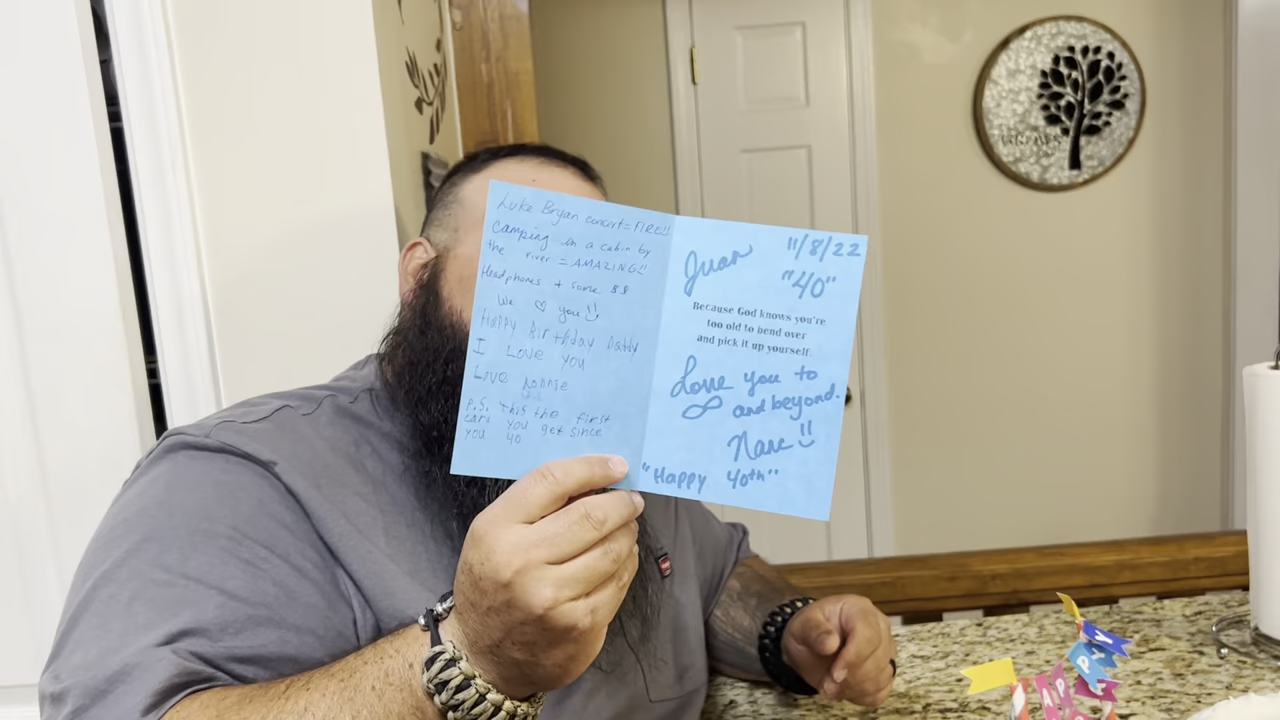 Luke Bryan concert=FIRE!!
Camping in a cabin by
the river = AMAZING!!
Headphones + some $$
We ♡ you
Happy Birthday Daddy
I Love you
Love
P.S. This the first
you get since
you 40
Juan 11/8/22
"40"
Because God knows you're
too old to bend over
and pick it up yourself.
Love you to
∞ and beyond.
"Happy 40th"